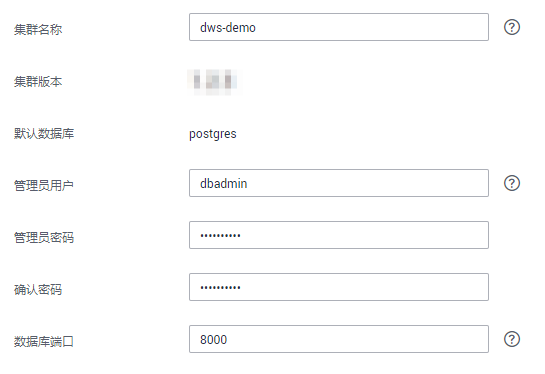 集群名称 dws-demo ?
集群版本
默认数据库 postgres
管理员用户 dbadmin ?
管理员密码 ••••••••••
确认密码 ••••••••••
数据库端口 8000 ?